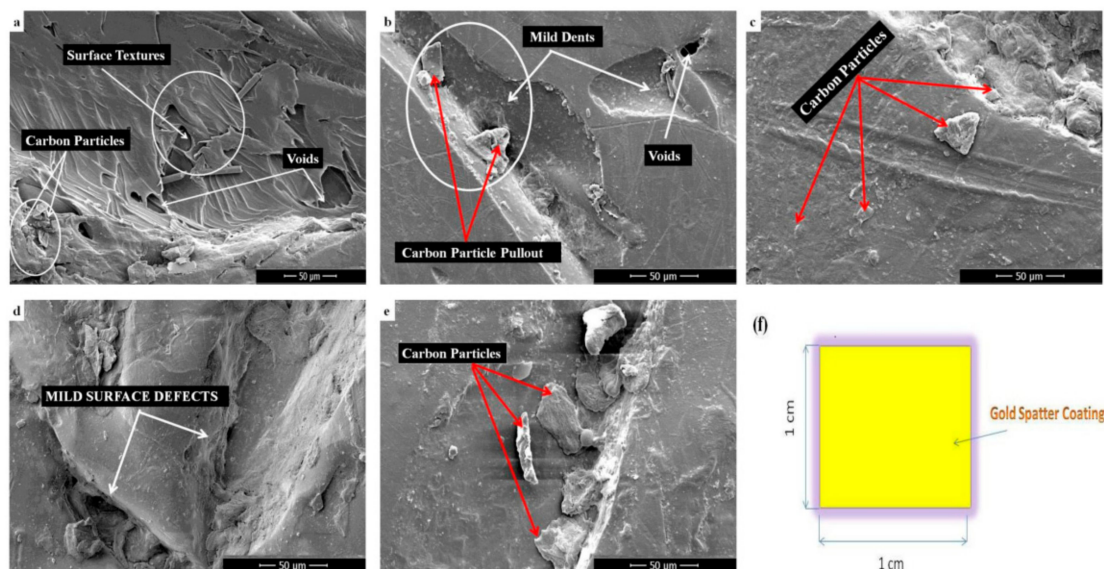 a
Surface Textures
Carbon Particles
Voids
50 µm
b
Mild Dents
Voids
Carbon Particle Pullout
50 µm
c
Carbon Particles
50 µm
d
MILD SURFACE DEFECTS
50 µm
e
Carbon Particles
50 µm
(f)
1 cm
Gold Spatter Coating
1 cm